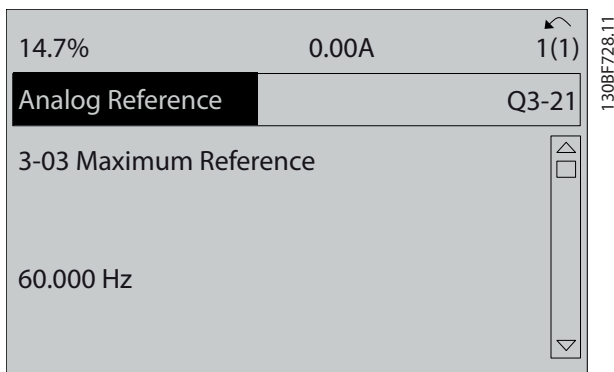 14.7% 0.00A 1(1)
Analog Reference Q3-21
3-03 Maximum Reference
60.000 Hz
130BF728.11